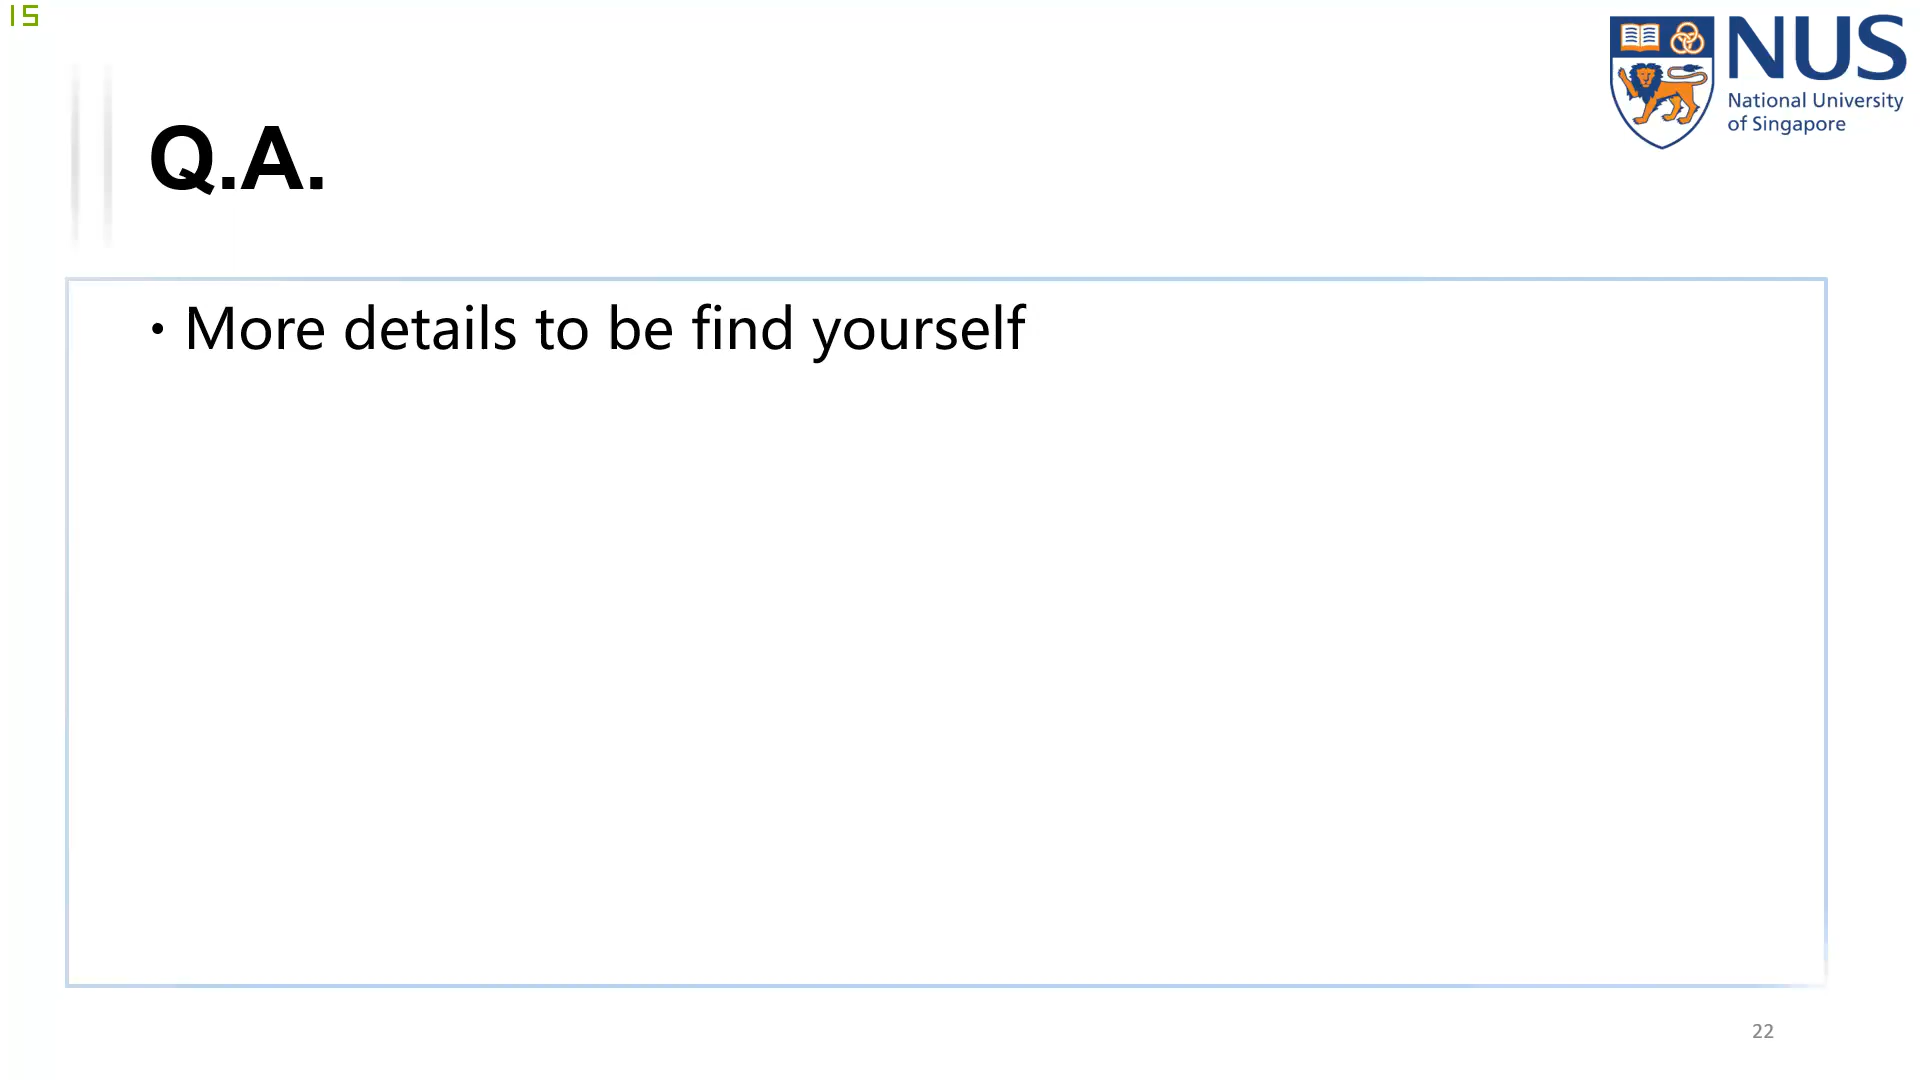 15
NUS
National University
of Singapore
Q.A.
• More details to be find yourself
22